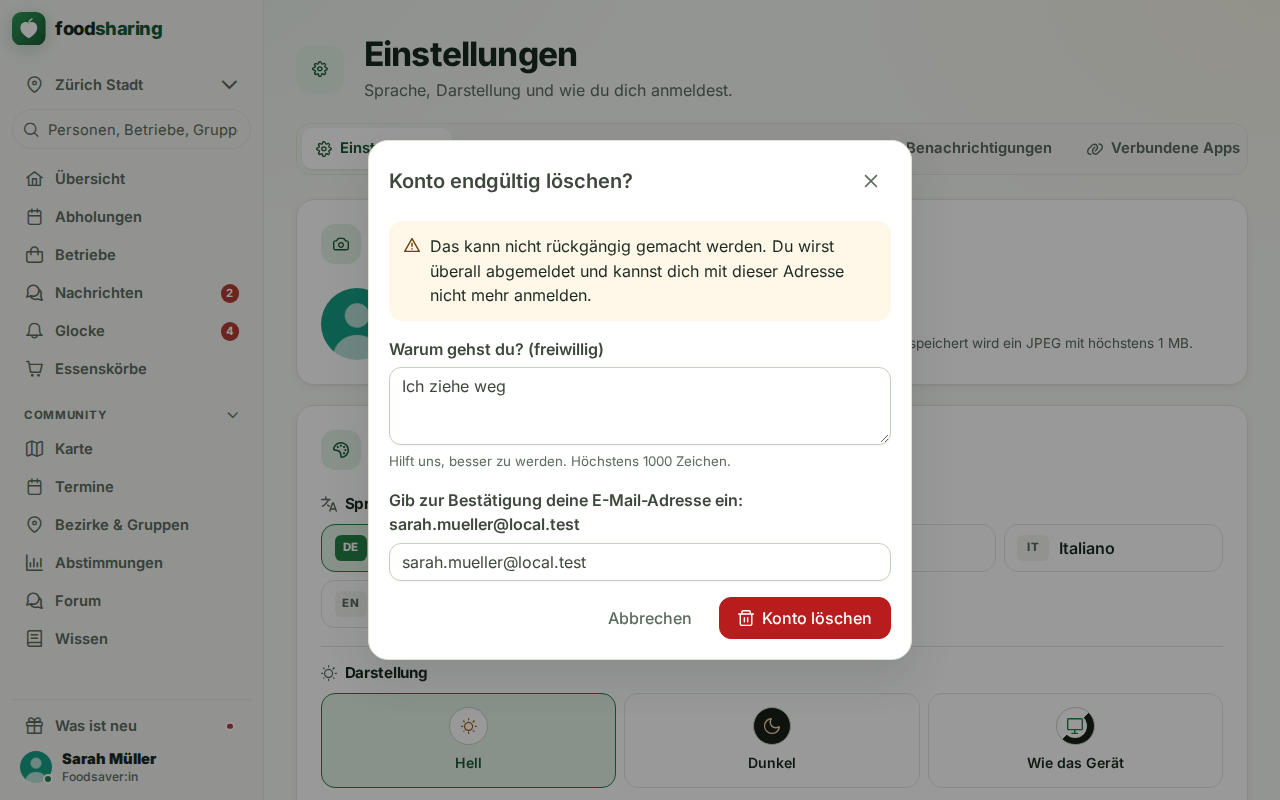 foodsharing
Zürich Stadt
Personen, Betriebe, Grupp
Übersicht
Abholungen
Betriebe
Nachrichten 2
Glocke 4
Essenskörbe
COMMUNITY
Karte
Termine
Bezirke & Gruppen
Abstimmungen
Forum
Wissen
Was ist neu
Sarah Müller
Foodsaver:in
Einstellungen
Sprache, Darstellung und wie du dich anmeldest.
Benachrichtigungen
Verbundene Apps
Konto endgültig löschen?
Das kann nicht rückgängig gemacht werden. Du wirst
überall abgemeldet und kannst dich mit dieser Adresse
nicht mehr anmelden.
Warum gehst du? (freiwillig)
Ich ziehe weg
Hilft uns, besser zu werden. Höchstens 1000 Zeichen.
Gib zur Bestätigung deine E-Mail-Adresse ein:
sarah.mueller@local.test
sarah.mueller@local.test
Abbrechen
Konto löschen
speichert wird ein JPEG mit höchstens 1 MB.
DE
IT Italiano
EN
Darstellung
Hell
Dunkel
Wie das Gerät